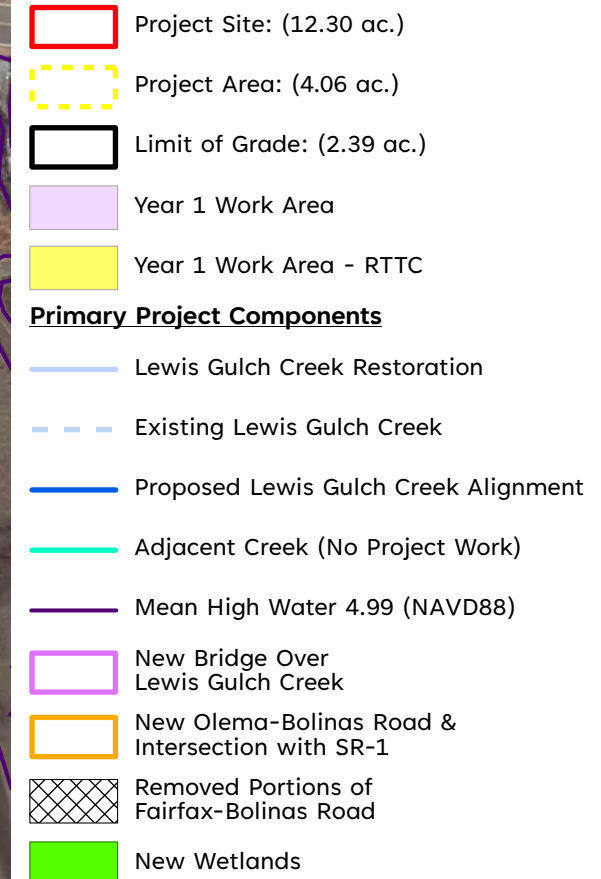 Project Site: (12.30 ac.)
Project Area: (4.06 ac.)
Limit of Grade: (2.39 ac.)
Year 1 Work Area
Year 1 Work Area - RTTC
Primary Project Components
Lewis Gulch Creek Restoration
Existing Lewis Gulch Creek
Proposed Lewis Gulch Creek Alignment
Adjacent Creek (No Project Work)
Mean High Water 4.99 (NAVD88)
New Bridge Over
Lewis Gulch Creek
New Olema-Bolinas Road &
Intersection with SR-1
Removed Portions of
Fairfax-Bolinas Road
New Wetlands